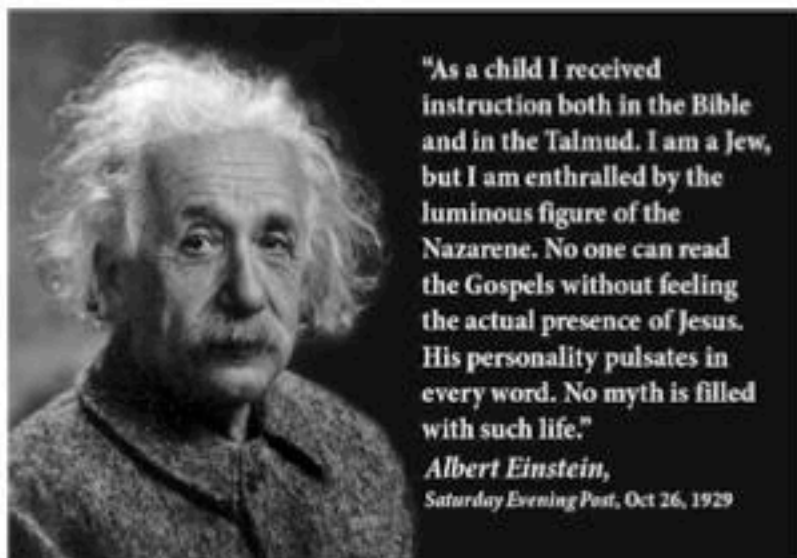 “As a child I received
instruction both in the Bible
and in the Talmud. I am a Jew,
but I am enthralled by the
luminous figure of the
Nazarene. No one can read
the Gospels without feeling
the actual presence of Jesus.
His personality pulsates in
every word. No myth is filled
with such life.”
Albert Einstein,
Saturday Evening Post, Oct 26, 1929